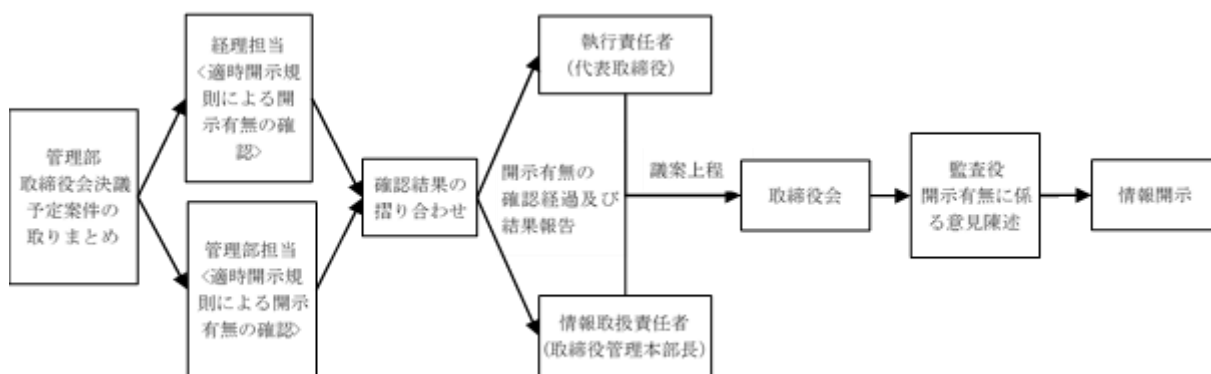 管理部
取締役会決議
予定案件の
取りまとめ
経理担当
<適時開示規
則による開
示有無の確
認>
管理部担当
<適時開示規
則による開示
有無の確認>
確認結果の
摺り合わせ
執行責任者
(代表取締役)
開示有無の
確認経過及び
結果報告
情報取扱責任者
(取締役管理本部長)
議案上程
取締役会
監査役
開示有無に係
る意見陳述
情報開示